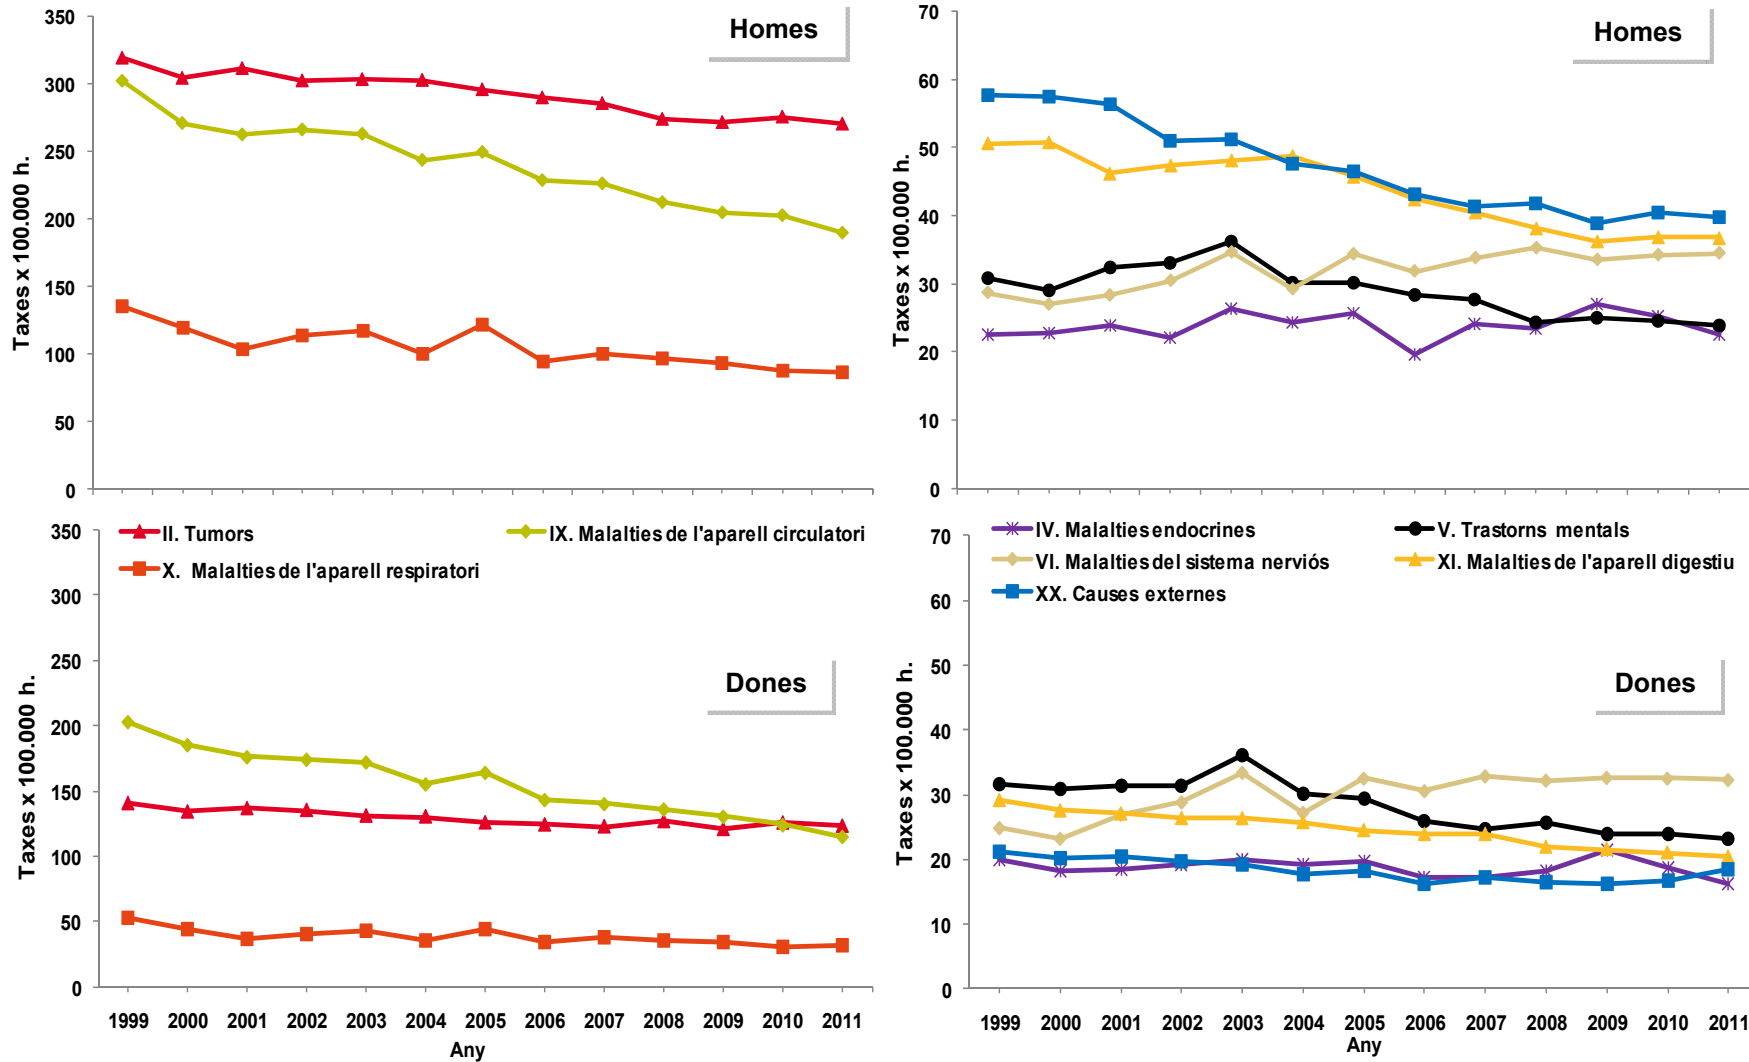 Homes
Taxes x 100.000 h.
350
300
250
200
150
100
50
0
Homes
Taxes x 100.000 h.
70
60
50
40
30
20
10
0
II. Tumors
IX. Malalties de l'aparell circulatori
X. Malalties de l'aparell respiratori
Dones
Taxes x 100.000 h.
350
300
250
200
150
100
50
0
1999 2000 2001 2002 2003 2004 2005 2006 2007 2008 2009 2010 2011
Any
IV. Malalties endocrines
V. Trastorns mentals
VI. Malalties del sistema nerviós
XI. Malalties de l'aparell digestiu
XX. Causes externes
Dones
Taxes x 100.000 h.
70
60
50
40
30
20
10
0
1999 2000 2001 2002 2003 2004 2005 2006 2007 2008 2009 2010 2011
Any